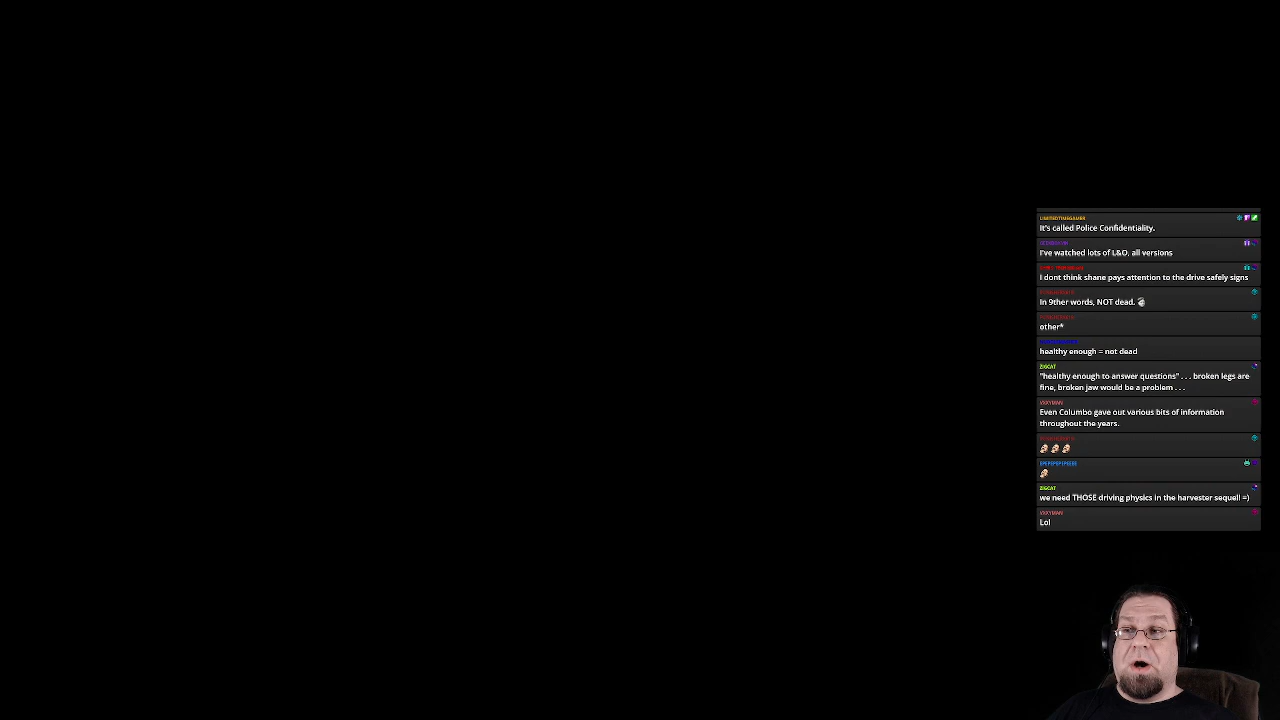 LIMITEDTIMEGAMER
It's called Police Confidentiality.
I've watched lots of L&O, all versions
I dont think shane pays attention to the drive safely signs
In 9ther words, NOT dead.
other*
healthy enough = not dead
ZIGCAT
"healthy enough to answer questions" . . . broken legs are
fine, broken jaw would be a problem . . .
Even Columbo gave out various bits of information
throughout the years.
ZIGCAT
we need THOSE driving physics in the harvester sequel! =)
Lol